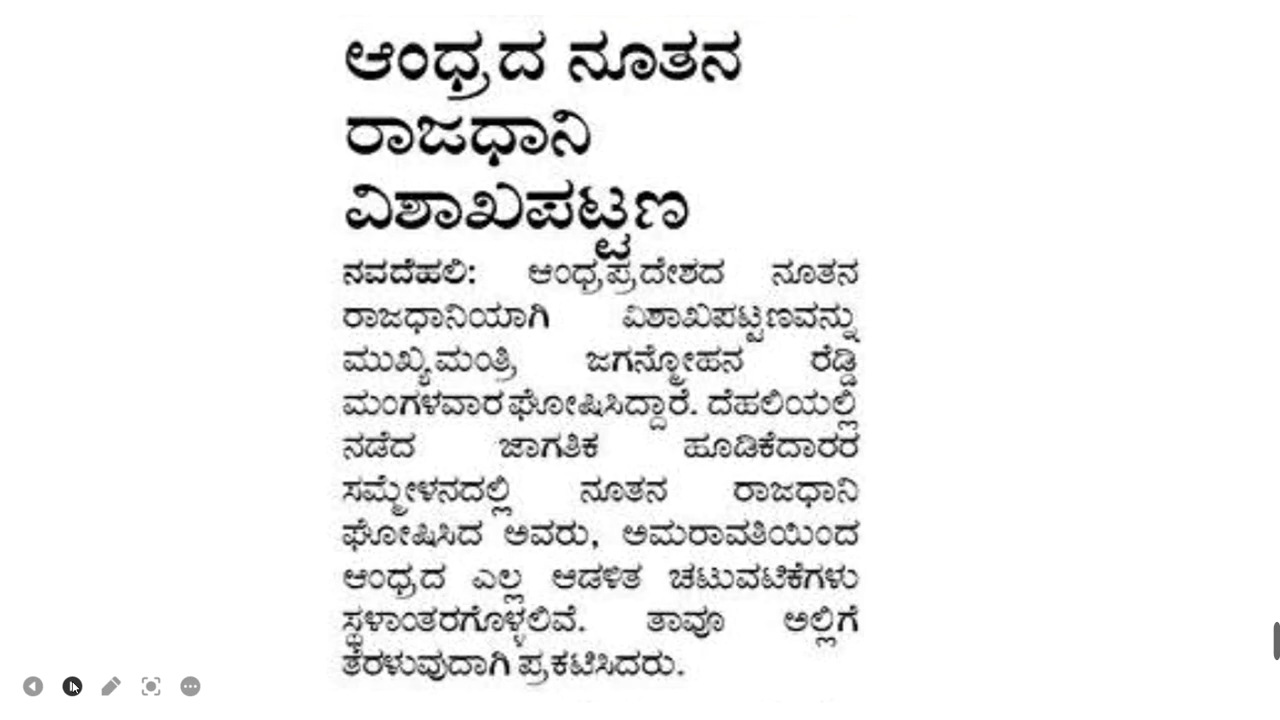 ಆಂಧ್ರದ ನೂತನ
ರಾಜಧಾನಿ
ವಿಶಾಖಪಟ್ಟಣ
ನವದೆಹಲಿ: ಆಂಧ್ರಪ್ರದೇಶದ ನೂತನ
ರಾಜಧಾನಿಯಾಗಿ ವಿಶಾಖಪಟ್ಟಣವನ್ನು
ಮುಖ್ಯಮಂತ್ರಿ ಜಗನ್ಮೋಹನ ರೆಡ್ಡಿ
ಮಂಗಳವಾರ ಘೋಷಿಸಿದ್ದಾರೆ. ದೆಹಲಿಯಲ್ಲಿ
ನಡೆದ ಜಾಗತಿಕ ಹೂಡಿಕೆದಾರರ
ಸಮ್ಮೇಳನದಲ್ಲಿ ನೂತನ ರಾಜಧಾನಿ
ಘೋಷಿಸಿದ ಅವರು, ಅಮರಾವತಿಯಿಂದ
ಆಂಧ್ರದ ಎಲ್ಲ ಆಡಳಿತ ಚಟುವಟಿಕೆಗಳು
ಸ್ಥಳಾಂತರಗೊಳ್ಳಲಿವೆ. ತಾವೂ ಅಲ್ಲಿಗೆ
ತೆರಳುವುದಾಗಿ ಪ್ರಕಟಿಸಿದರು.